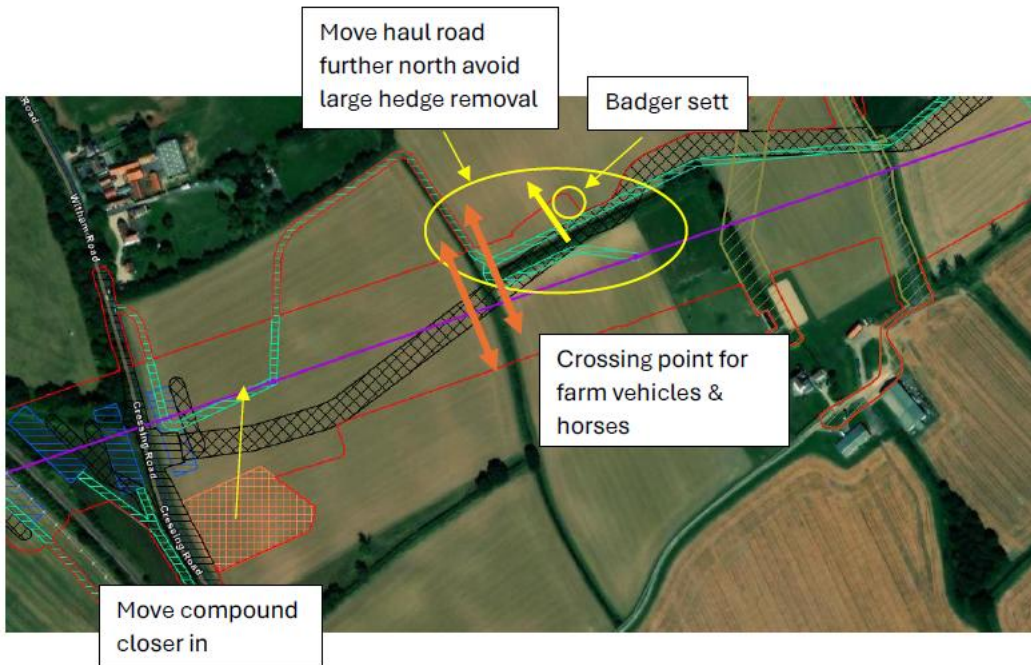 Move haul road
further north avoid
large hedge removal
Badger sett
Road
Witham Road
Crossing point for
farm vehicles &
horses
Cressing Road
Cressing Road
Move compound
closer in